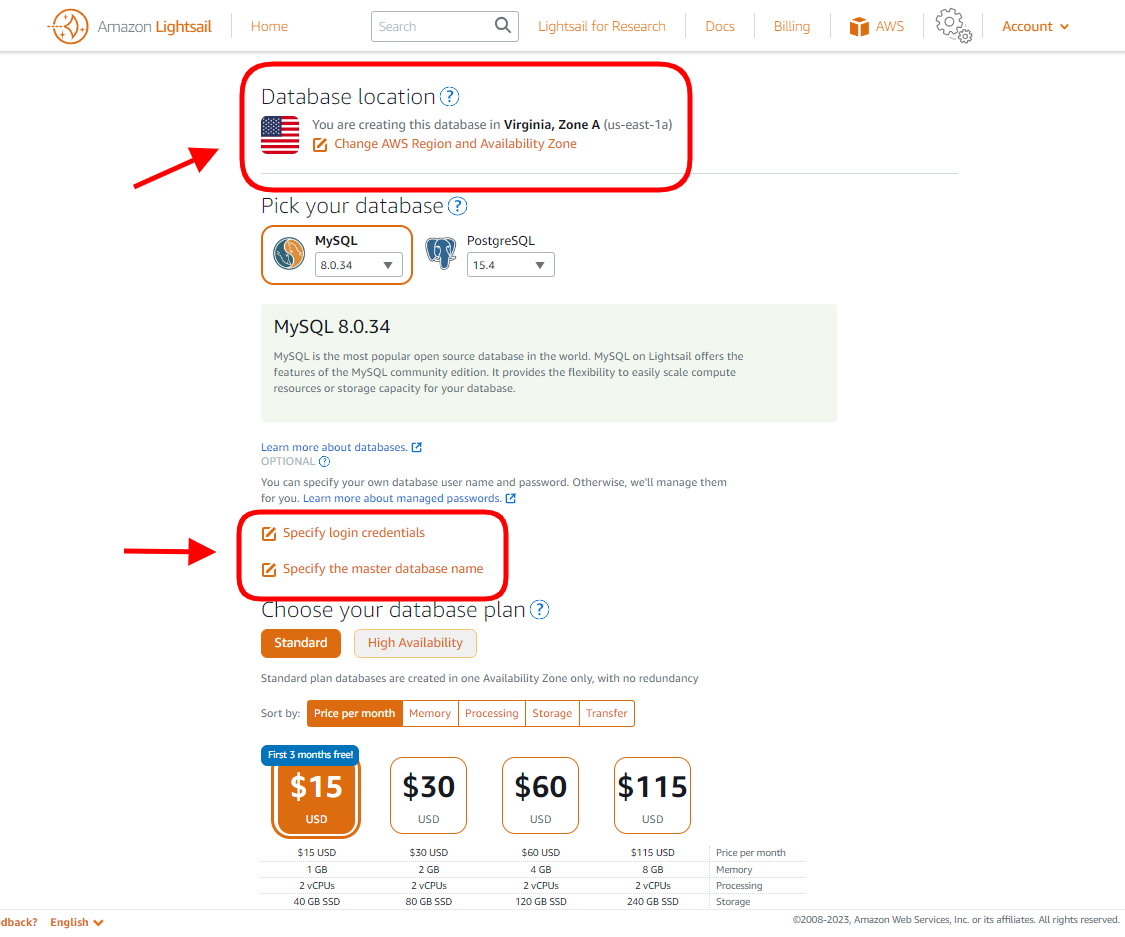 Amazon Lightsail Home Search Lightsail for Research Docs Billing AWS Account
Database location ?
You are creating this database in Virginia, Zone A (us-east-1a)
Change AWS Region and Availability Zone
Pick your database ?
MySQL PostgreSQL
8.0.34 15.4
MySQL 8.0.34
MySQL is the most popular open source database in the world. MySQL on Lightsail offers the
features of the MySQL community edition. It provides the flexibility to easily scale compute
resources or storage capacity for your database.
Learn more about databases.
OPTIONAL ?
You can specify your own database user name and password. Otherwise, we'll manage them
for you. Learn more about managed passwords.
Specify login credentials
Specify the master database name
Choose your database plan ?
Standard High Availability
Standard plan databases are created in one Availability Zone only, with no redundancy
Sort by: Price per month Memory Processing Storage Transfer
First 3 months free!
$15 $30 $60 $115
USD USD USD USD
$15 USD $30 USD $60 USD $115 USD Price per month
1 GB 2 GB 4 GB 8 GB Memory
2 vCPUs 2 vCPUs 2 vCPUs 2 vCPUs Processing
40 GB SSD 80 GB SSD 120 GB SSD 240 GB SSD Storage
dback? English ©2008-2023, Amazon Web Services, Inc. or its affiliates. All rights reserved.